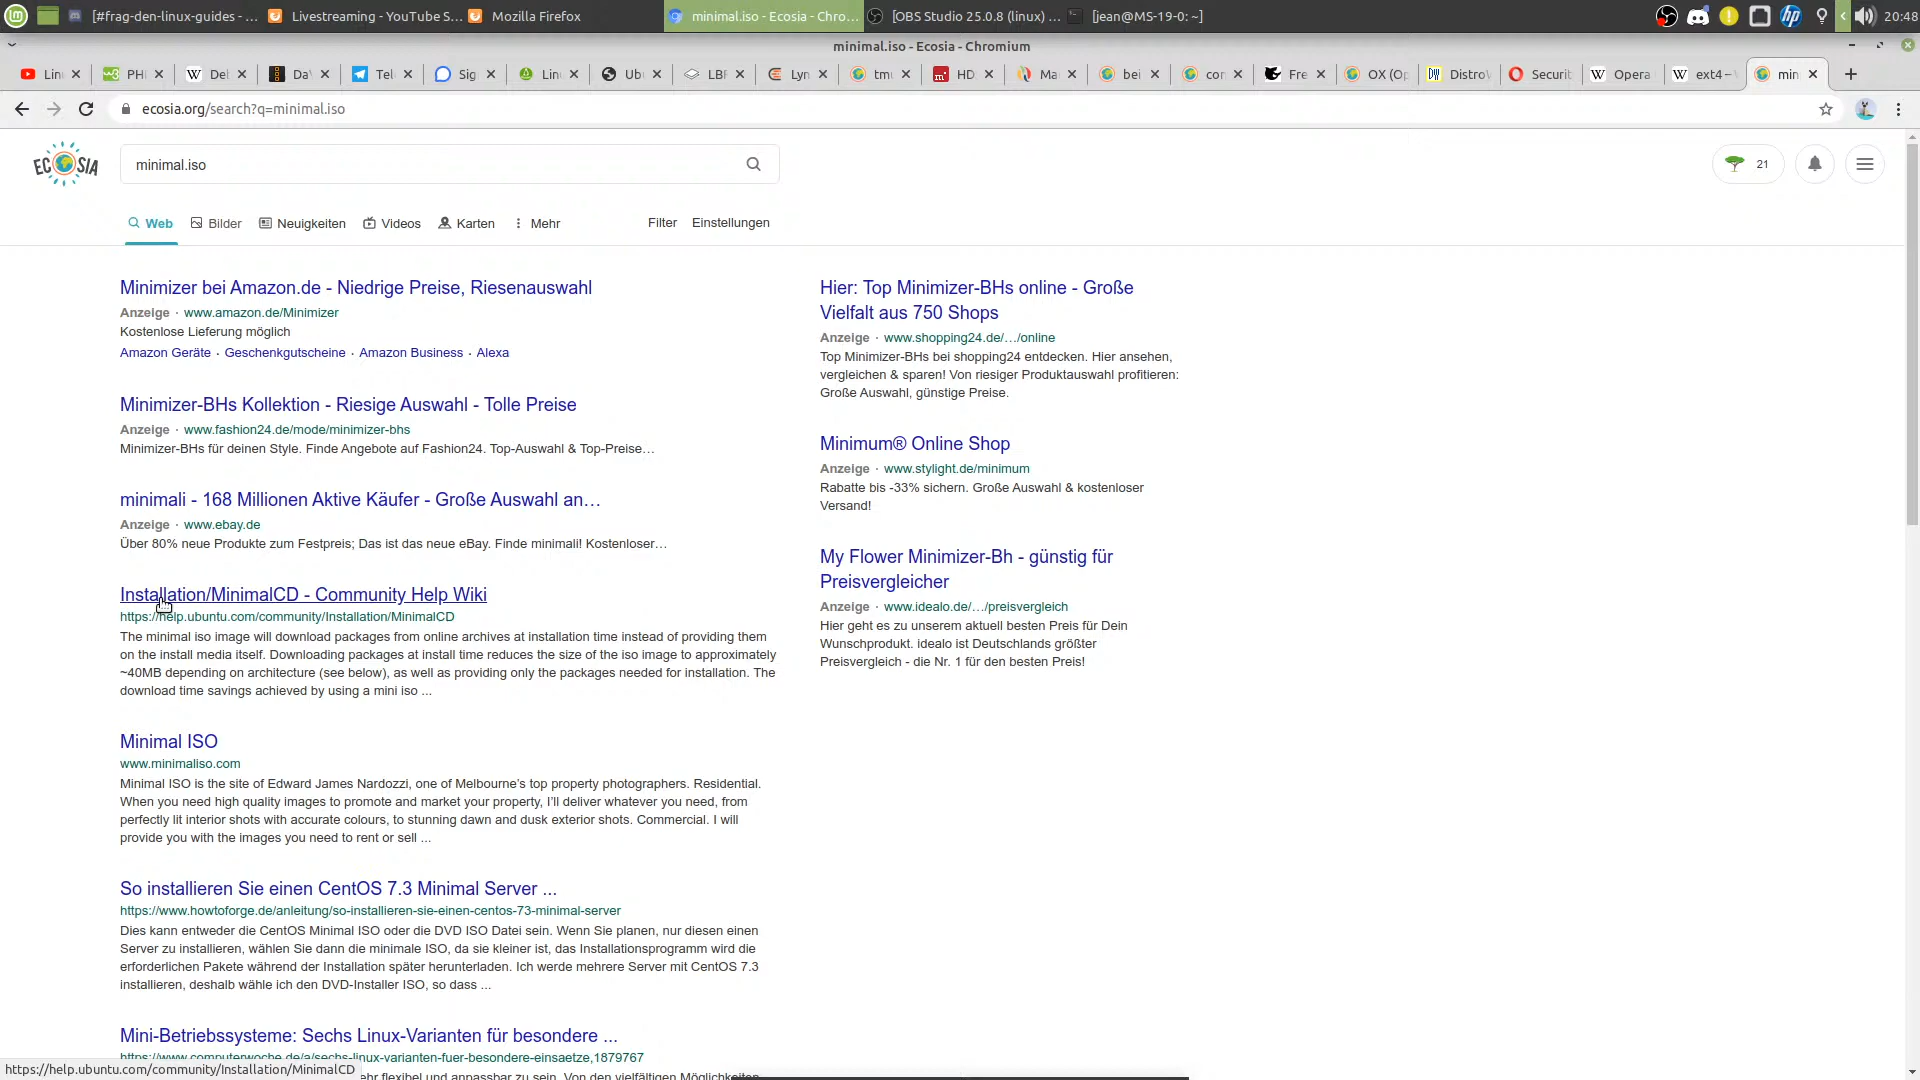 [#frag-den-linux-guides - ...
Livestreaming - YouTube S...
Mozilla Firefox
minimal.iso - Ecosia - Chro...
[OBS Studio 25.0.8 (linux) ...
[jean@MS-19-0: ~]
hp
20:48
minimal.iso - Ecosia - Chromium
Lin
PHI
W
Del
Da
Tel
Sig
Lin
Ub
LBF
Lyn
tm
HD
Ma
bei
cor
Fre
OX (Op
DW
Distro
Securit
W
Opera
W
ext4 –
min
ecosia.org/search?q=minimal.iso
ECOSIA
minimal.iso
21
Web
Bilder
Neuigkeiten
Videos
Karten
Mehr
Filter
Einstellungen
Minimizer bei Amazon.de - Niedrige Preise, Riesenauswahl
Anzeige · www.amazon.de/Minimizer
Kostenlose Lieferung möglich
Amazon Geräte · Geschenkgutscheine · Amazon Business · Alexa
Minimizer-BHs Kollektion - Riesige Auswahl - Tolle Preise
Anzeige · www.fashion24.de/mode/minimizer-bhs
Minimizer-BHs für deinen Style. Finde Angebote auf Fashion24. Top-Auswahl & Top-Preise…
minimali - 168 Millionen Aktive Käufer - Große Auswahl an…
Anzeige · www.ebay.de
Über 80% neue Produkte zum Festpreis; Das ist das neue eBay. Finde minimali! Kostenloser…
Installation/MinimalCD - Community Help Wiki
https://help.ubuntu.com/community/Installation/MinimalCD
The minimal iso image will download packages from online archives at installation time instead of providing them
on the install media itself. Downloading packages at install time reduces the size of the iso image to approximately
~40MB depending on architecture (see below), as well as providing only the packages needed for installation. The
download time savings achieved by using a mini iso ...
Minimal ISO
www.minimaliso.com
Minimal ISO is the site of Edward James Nardozzi, one of Melbourne's top property photographers. Residential.
When you need high quality images to promote and market your property, I'll deliver whatever you need, from
perfectly lit interior shots with accurate colours, to stunning dawn and dusk exterior shots. Commercial. I will
provide you with the images you need to rent or sell ...
So installieren Sie einen CentOS 7.3 Minimal Server ...
https://www.howtoforge.de/anleitung/so-installieren-sie-einen-centos-73-minimal-server
Dies kann entweder die CentOS Minimal ISO oder die DVD ISO Datei sein. Wenn Sie planen, nur diesen einen
Server zu installieren, wählen Sie dann die minimale ISO, da sie kleiner ist, das Installationsprogramm wird die
erforderlichen Pakete während der Installation später herunterladen. Ich werde mehrere Server mit CentOS 7.3
installieren, deshalb wähle ich den DVD-Installer ISO, so dass ...
Mini-Betriebssysteme: Sechs Linux-Varianten für besondere ...
https://www.computerwoche.de/a/sechs-linux-varianten-fuer-besondere-einsaetze,1879767
ehr flexibel und anpassbar zu sein. Von den vielfältigen Möglichkeiten
Hier: Top Minimizer-BHs online - Große
Vielfalt aus 750 Shops
Anzeige · www.shopping24.de/…/online
Top Minimizer-BHs bei shopping24 entdecken. Hier ansehen,
vergleichen & sparen! Von riesiger Produktauswahl profitieren:
Große Auswahl, günstige Preise.
Minimum® Online Shop
Anzeige · www.stylight.de/minimum
Rabatte bis -33% sichern. Große Auswahl & kostenloser
Versand!
My Flower Minimizer-Bh - günstig für
Preisvergleicher
Anzeige · www.idealo.de/…/preisvergleich
Hier geht es zu unserem aktuell besten Preis für Dein
Wunschprodukt. idealo ist Deutschlands größter
Preisvergleich - die Nr. 1 für den besten Preis!
https://help.ubuntu.com/community/Installation/MinimalCD